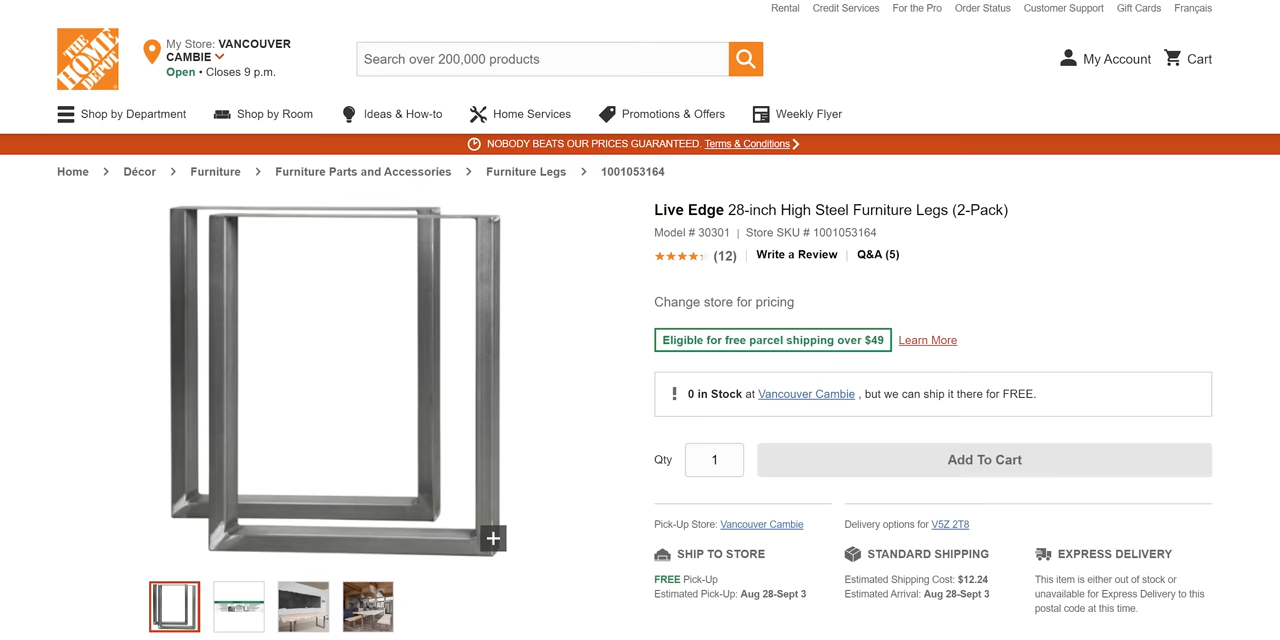 Rental Credit Services For the Pro Order Status Customer Support Gift Cards Français
THE HOME DEPOT
My Store: VANCOUVER
CAMBIE
Open • Closes 9 p.m.
Search over 200,000 products
My Account Cart
Shop by Department Shop by Room Ideas & How-to Home Services Promotions & Offers Weekly Flyer
NOBODY BEATS OUR PRICES GUARANTEED. Terms & Conditions
Home Décor Furniture Furniture Parts and Accessories Furniture Legs 1001053164
Live Edge 28-inch High Steel Furniture Legs (2-Pack)
Model # 30301 | Store SKU # 1001053164
(12) Write a Review Q&A (5)
Change store for pricing
Eligible for free parcel shipping over $49 Learn More
0 in Stock at Vancouver Cambie , but we can ship it there for FREE.
Qty 1 Add To Cart
Pick-Up Store: Vancouver Cambie
SHIP TO STORE
FREE Pick-Up
Estimated Pick-Up: Aug 28-Sept 3
Delivery options for V5Z 2T8
STANDARD SHIPPING
Estimated Shipping Cost: $12.24
Estimated Arrival: Aug 28-Sept 3
EXPRESS DELIVERY
This item is either out of stock or
unavailable for Express Delivery to this
postal code at this time.